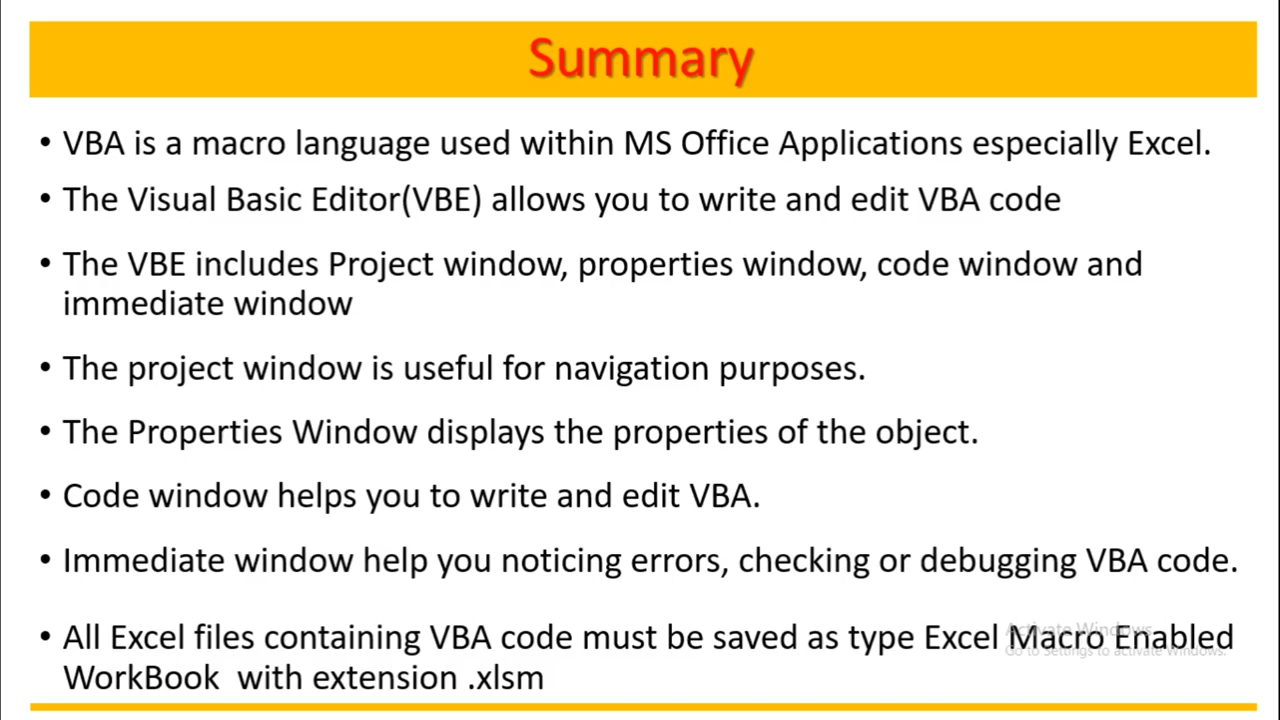 Summary
• VBA is a macro language used within MS Office Applications especially Excel.
• The Visual Basic Editor(VBE) allows you to write and edit VBA code
• The VBE includes Project window, properties window, code window and
immediate window
• The project window is useful for navigation purposes.
• The Properties Window displays the properties of the object.
• Code window helps you to write and edit VBA.
• Immediate window help you noticing errors, checking or debugging VBA code.
• All Excel files containing VBA code must be saved as type Excel Macro Enabled
WorkBook  with extension .xlsm
Activate Windows
Go to Settings to activate Windows.